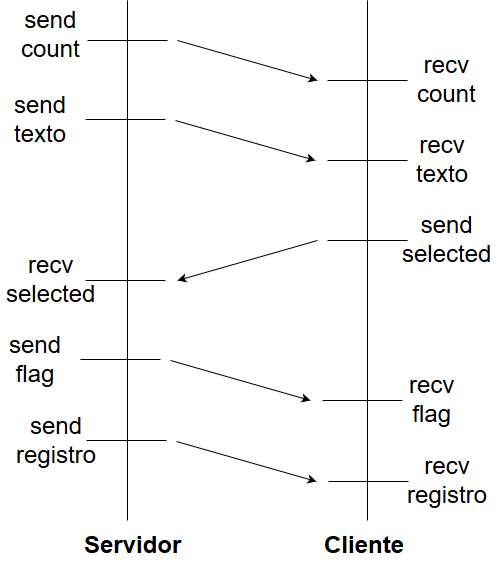 send
count
recv
count
send
texto
recv
texto
send
selected
recv
selected
send
flag
recv
flag
send
registro
recv
registro
Servidor
Cliente